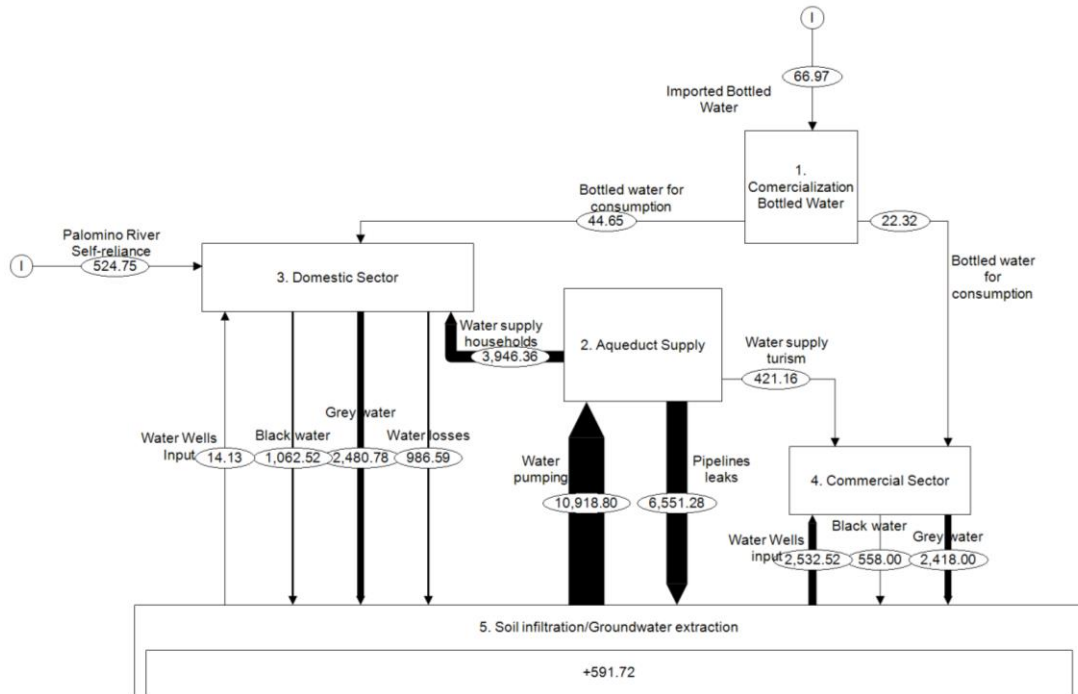 I
66.97
Imported Bottled
Water
1.
Comercialization
Bottled Water
Bottled water for
consumption
44.65
22.32
Bottled water
for
consumption
Palomino River
Self-reliance
I
524.75
3. Domestic Sector
2. Aqueduct Supply
Water supply
households
3,946.36
Water supply
turism
421.16
Water Wells
Input
14.13
Black water
1,062.52
Grey water
2,480.78
Water losses
986.59
Water
pumping
10,918.80
Pipelines
leaks
6,551.28
4. Commercial Sector
Water Wells
input
2,532.52
Black water
558.00
Grey water
2,418.00
5. Soil infiltration/Groundwater extraction
+591.72